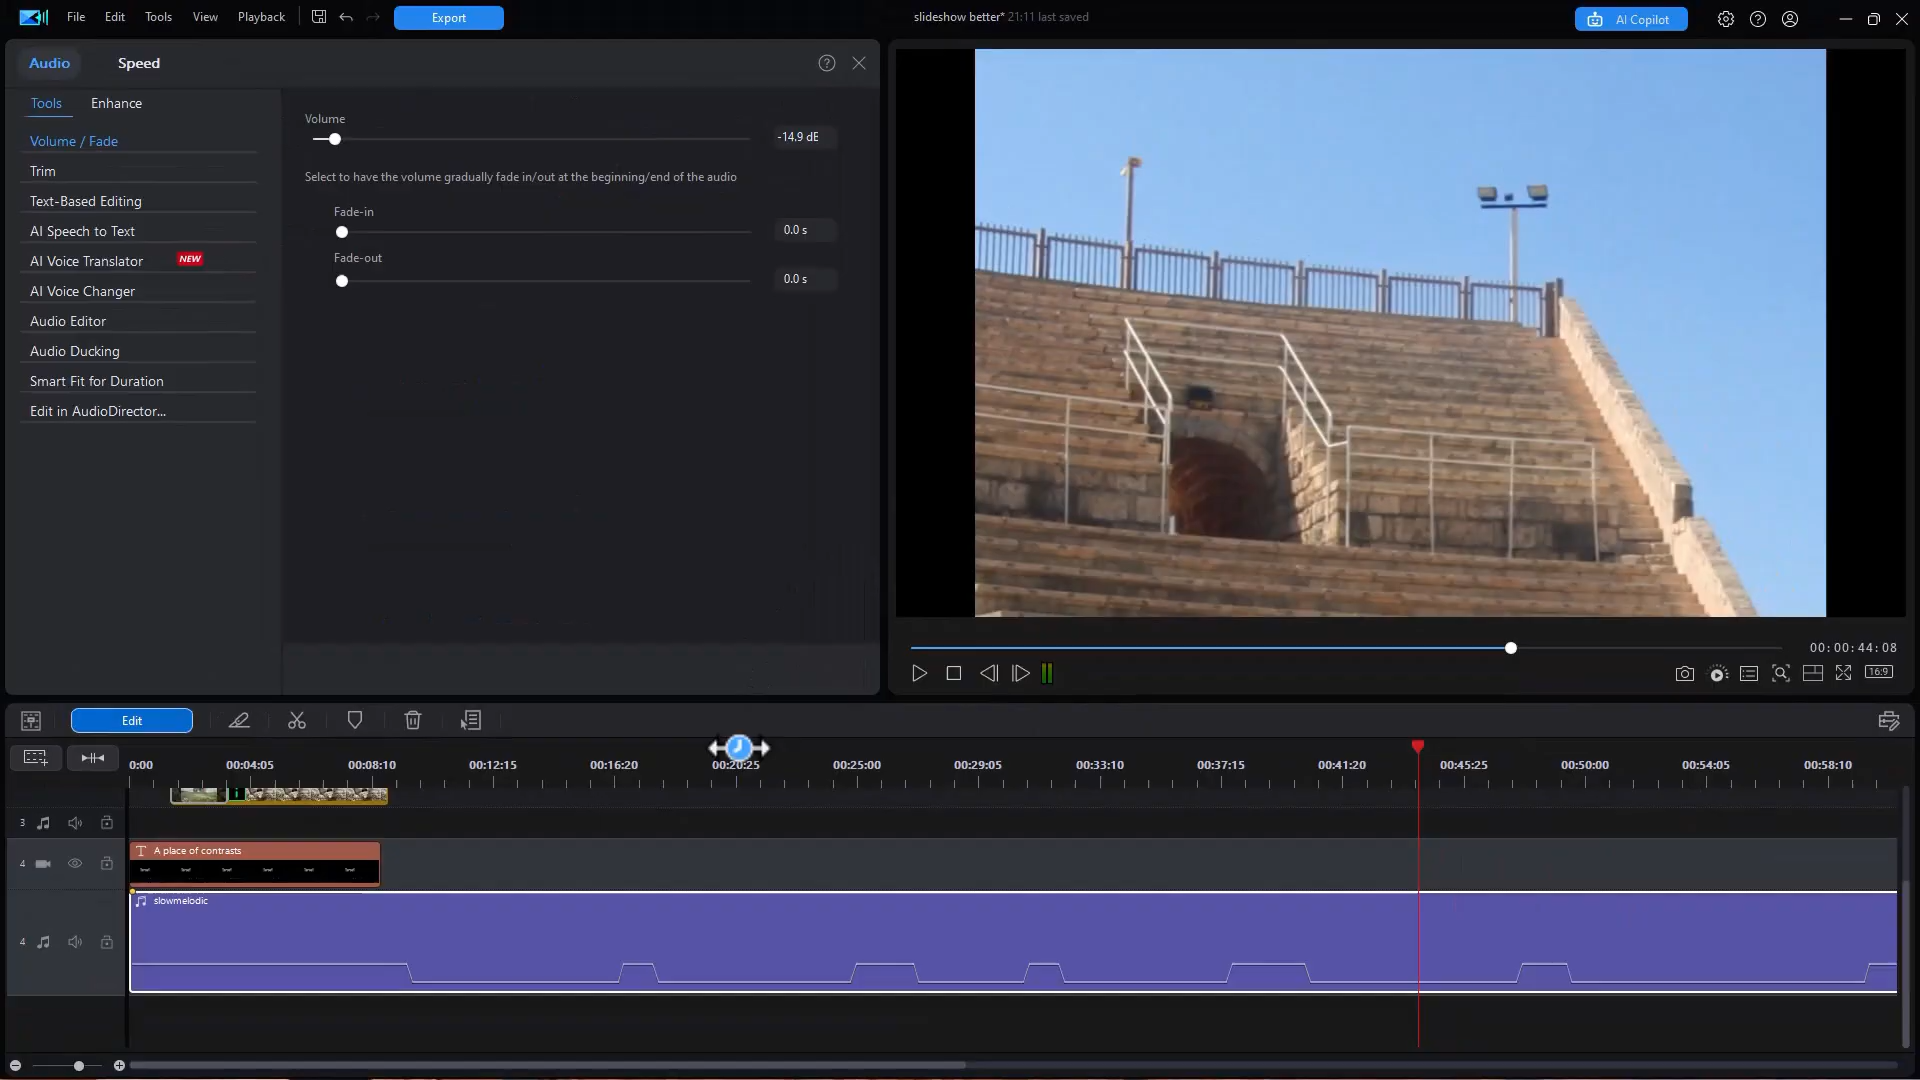 File Edit Tools View Playback Export slideshow better* 21:11 last saved AI Copilot
Audio Speed
Tools Enhance
Volume / Fade
Trim
Text-Based Editing
AI Speech to Text
AI Voice Translator NEW
AI Voice Changer
Audio Editor
Audio Ducking
Smart Fit for Duration
Edit in AudioDirector...
Volume
-14.9 dE
Select to have the volume gradually fade in/out at the beginning/end of the audio
Fade-in
0.0 s
Fade-out
0.0 s
00:00:44:08
16:9
Edit
0:00 00:04:05 00:08:10 00:12:15 00:16:20 00:20:25 00:25:00 00:29:05 00:33:10 00:37:15 00:41:20 00:45:25 00:50:00 00:54:05 00:58:10
3
4 A place of contrasts
slowmelodic
4